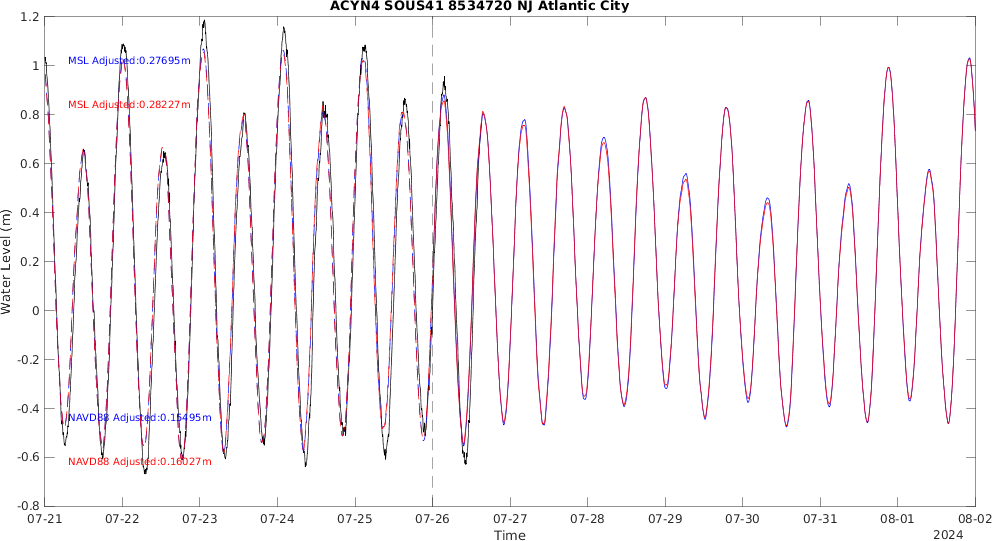 ACYN4 SOUS41 8534720 NJ Atlantic City
1.2
1
0.8
0.6
0.4
0.2
0
-0.2
-0.4
-0.6
-0.8
Water Level (m)
MSL Adjusted:0.27695m
MSL Adjusted:0.28227m
NAVD88 Adjusted:0.15495m
NAVD88 Adjusted:0.16027m
07-21 07-22 07-23 07-24 07-25 07-26 07-27 07-28 07-29 07-30 07-31 08-01 08-02
Time
2024